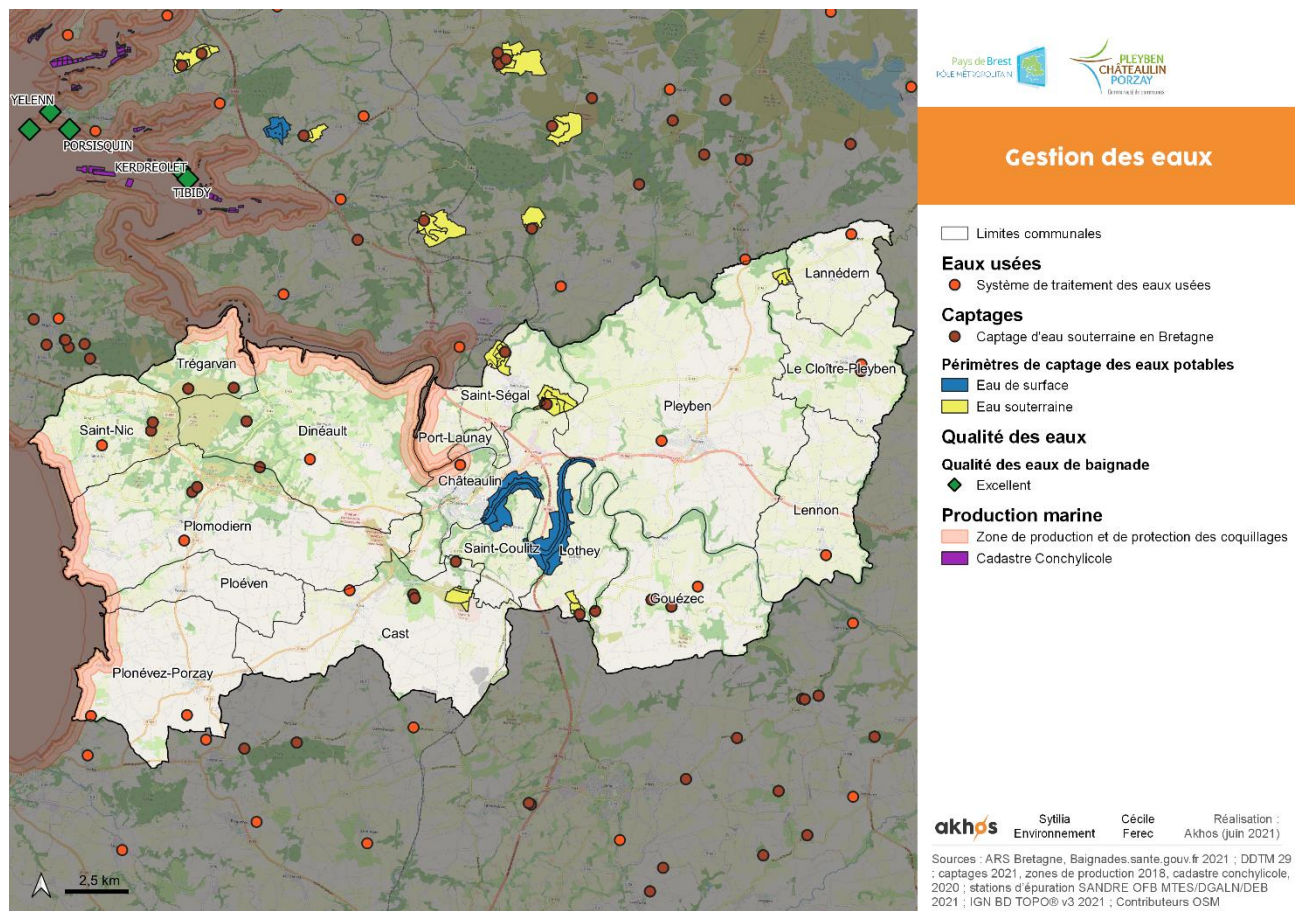 Pays de Brest
PÔLE MÉTROPOLITAIN
PLEYBEN
CHÂTEAULIN
PORZAY
Communauté de communes
Gestion des eaux
Limites communales
Eaux usées
Système de traitement des eaux usées
Captages
Captage d'eau souterraine en Bretagne
Périmètres de captage des eaux potables
Eau de surface
Eau souterraine
Qualité des eaux
Qualité des eaux de baignade
Excellent
Production marine
Zone de production et de protection des coquillages
Cadastre Conchylicole
YELENN
PORSISQUIN
KERDRÉOLET
TIBIDY
Lannédern
Trégarvan
Le Cloître-Pleyben
Saint-Ségal
Pleyben
Saint-Nic
Dinéault
Port-Launay
Châteaulin
Lennon
Plomodiern
Saint-Coulitz
Lothey
Ploéven
Gouézec
Cast
Plonévez-Porzay
2,5 km
akhos
Sytilia
Environnement
Cécile
Ferec
Réalisation :
Akhos (juin 2021)
Sources : ARS Bretagne, Baignades.sante.gouv.fr 2021 ; DDTM 29
: captages 2021, zones de production 2018, cadastre conchylicole,
2020 ; stations d'épuration SANDRE OFB MTES/DGALN/DEB
2021 ; IGN BD TOPO® v3 2021 ; Contributeurs OSM